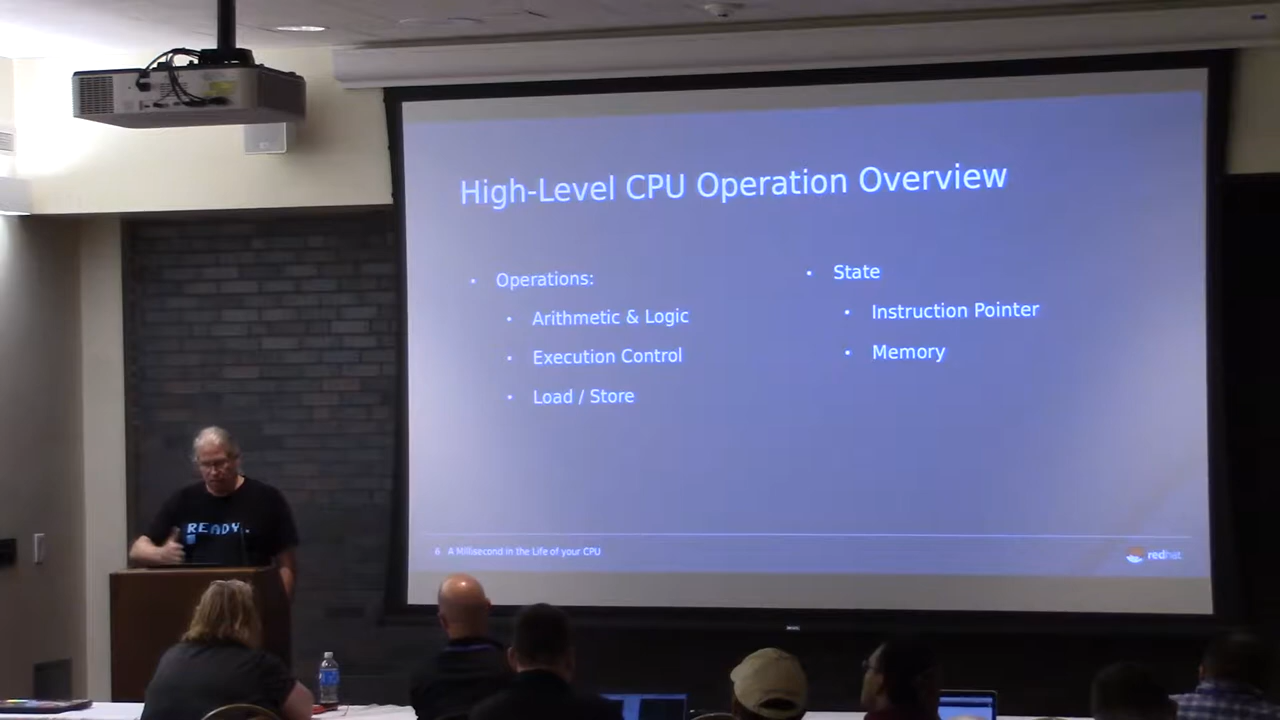 High-Level CPU Operation Overview
Operations:
Arithmetic & Logic
Execution Control
Load / Store
State
Instruction Pointer
Memory
6 A Millisecond in the Life of your CPU
redhat
READY.